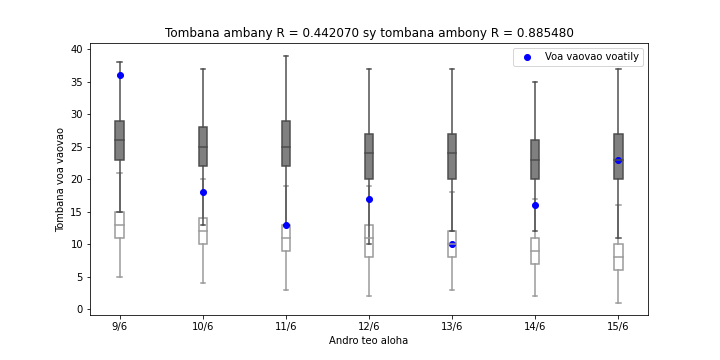 Tombana ambany R = 0.442070 sy tombana ambony R = 0.885480
Voa vaovao voatily
Tombana voa vaovao
40
35
30
25
20
15
10
5
0
9/6 10/6 11/6 12/6 13/6 14/6 15/6
Andro teo aloha